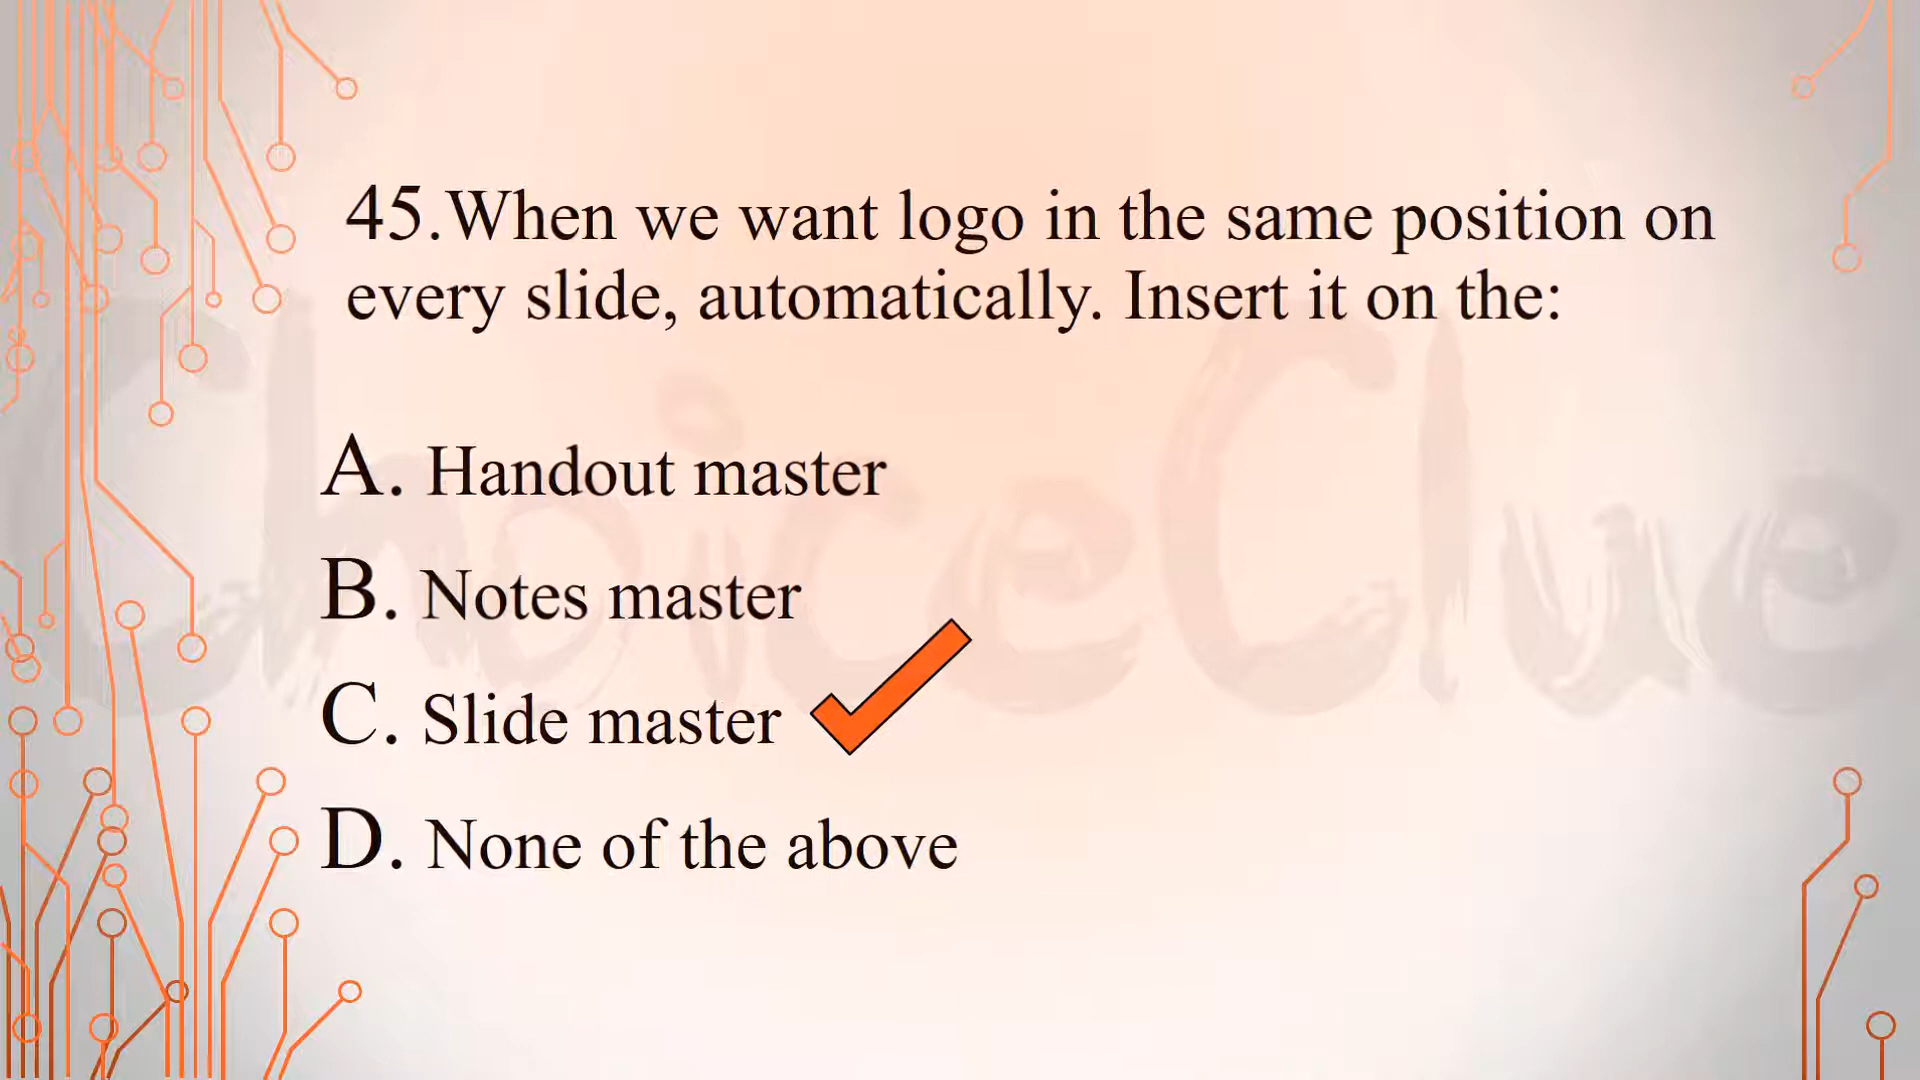 45.When we want logo in the same position on
every slide, automatically. Insert it on the:
A. Handout master
B. Notes master
C. Slide master
D. None of the above
ChoiceClue